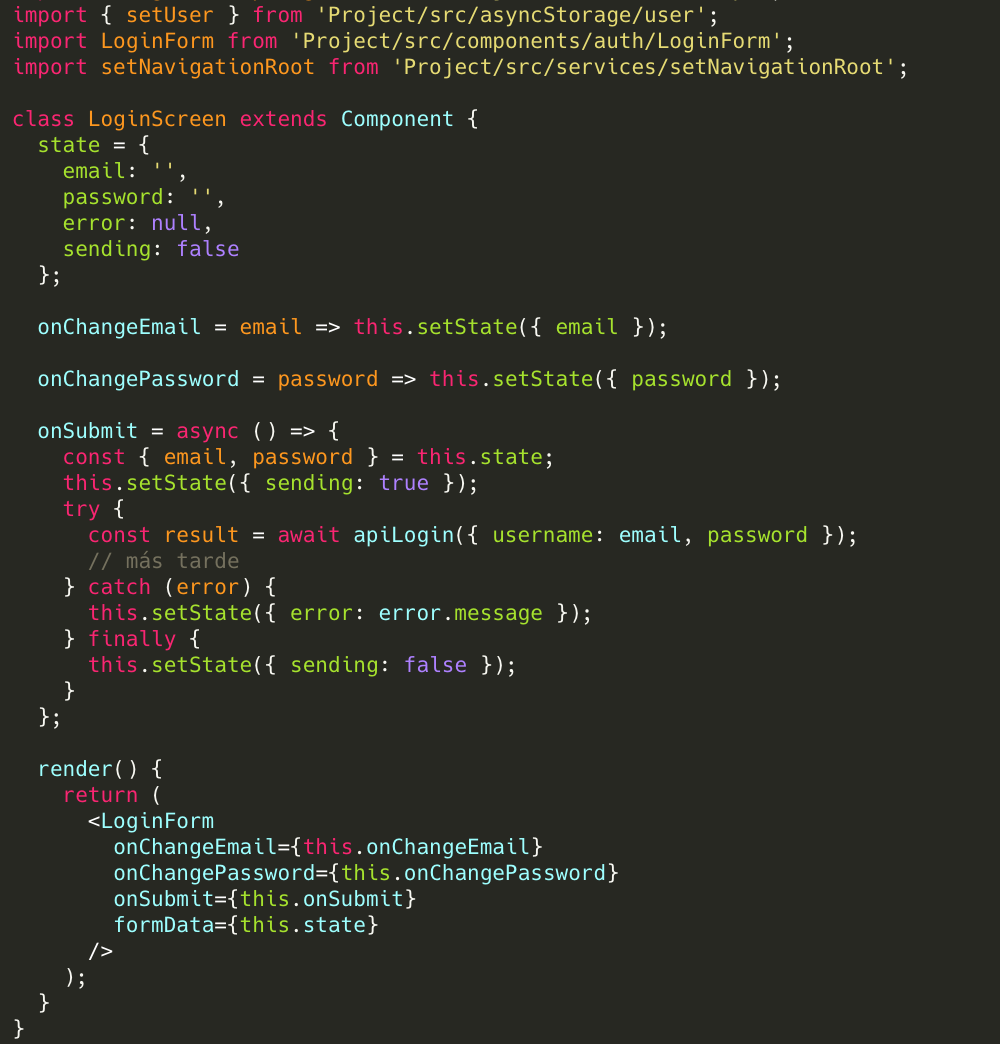 import { setUser } from 'Project/src/asyncStorage/user';
import LoginForm from 'Project/src/components/auth/LoginForm';
import setNavigationRoot from 'Project/src/services/setNavigationRoot';

class LoginScreen extends Component {
  state = {
    email: '',
    password: '',
    error: null,
    sending: false
  };

  onChangeEmail = email => this.setState({ email });

  onChangePassword = password => this.setState({ password });

  onSubmit = async () => {
    const { email, password } = this.state;
    this.setState({ sending: true });
    try {
      const result = await apiLogin({ username: email, password });
      // más tarde
    } catch (error) {
      this.setState({ error: error.message });
    } finally {
      this.setState({ sending: false });
    }
  };

  render() {
    return (
      <LoginForm
        onChangeEmail={this.onChangeEmail}
        onChangePassword={this.onChangePassword}
        onSubmit={this.onSubmit}
        formData={this.state}
      />
    );
  }
}